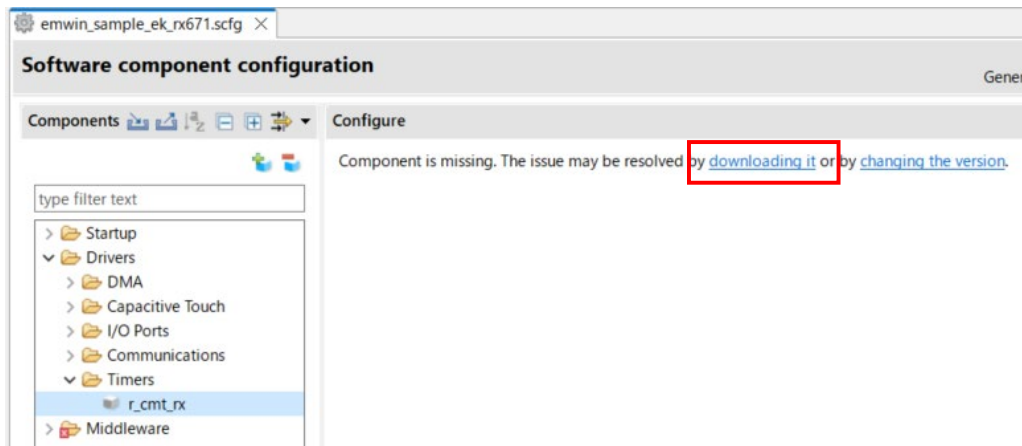 emwin_sample_ek_rx671.scfg
Software component configuration
Gener
Components
Configure
Component is missing. The issue may be resolved by downloading it or by changing the version.
type filter text
Startup
Drivers
DMA
Capacitive Touch
I/O Ports
Communications
Timers
r_cmt_rx
Middleware